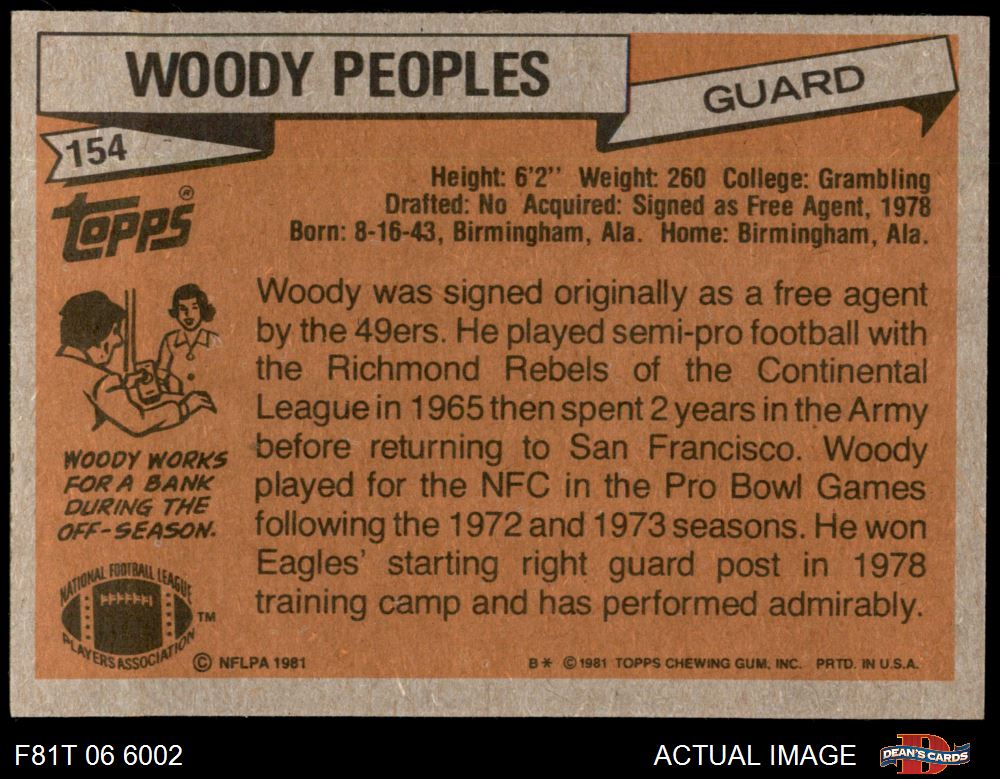 WOODY PEOPLES
GUARD
154
TOPPS®
Height: 6'2'' Weight: 260 College: Grambling
Drafted: No Acquired: Signed as Free Agent, 1978
Born: 8-16-43, Birmingham, Ala. Home: Birmingham, Ala.
Woody was signed originally as a free agent
by the 49ers. He played semi-pro football with
the Richmond Rebels of the Continental
League in 1965 then spent 2 years in the Army
before returning to San Francisco. Woody
played for the NFC in the Pro Bowl Games
following the 1972 and 1973 seasons. He won
Eagles' starting right guard post in 1978
training camp and has performed admirably.
WOODY WORKS
FOR A BANK
DURING THE
OFF-SEASON.
NATIONAL FOOTBALL LEAGUE
PLAYERS ASSOCIATION
TM
© NFLPA 1981
B* © 1981 TOPPS CHEWING GUM, INC. PRTD. IN U.S.A.
F81T 06 6002
ACTUAL IMAGE
DEAN'S CARDS